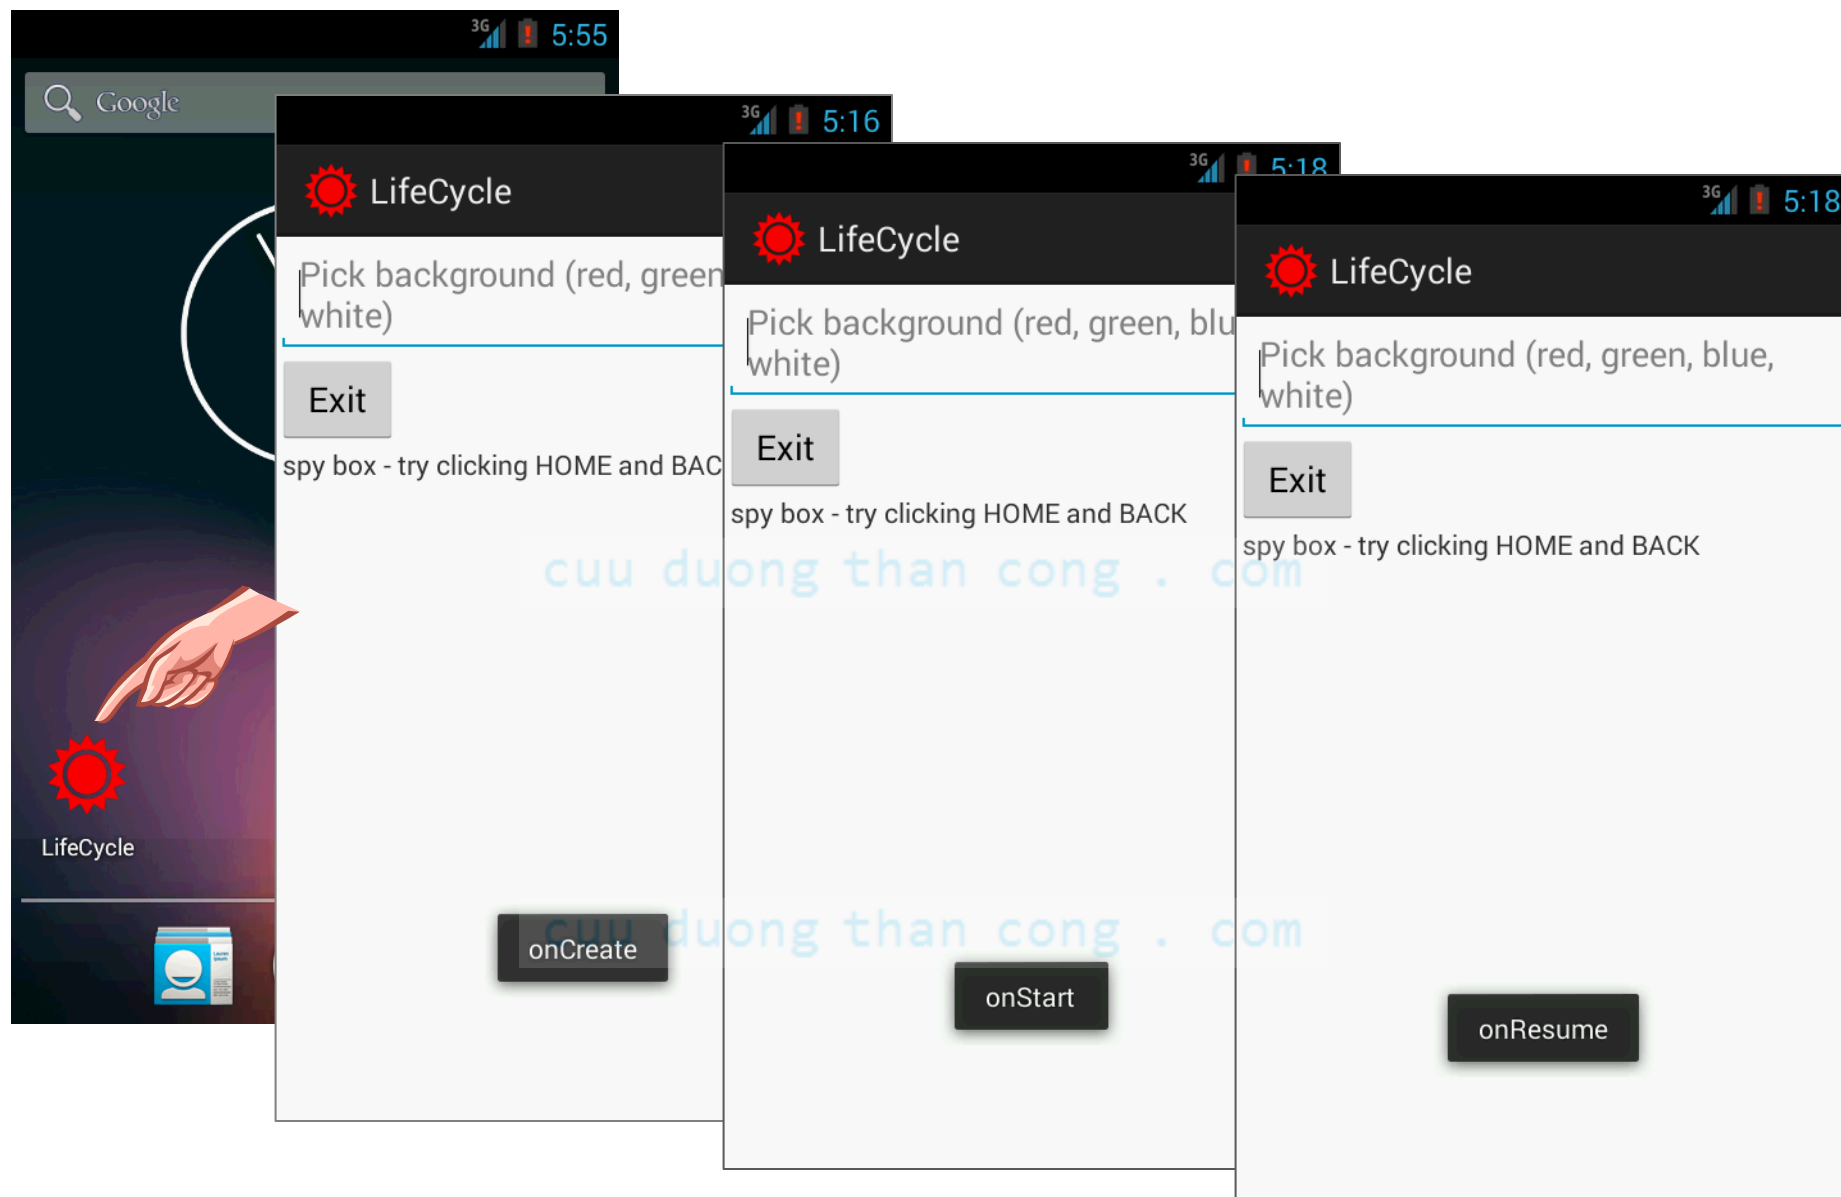 3G 5:55
Google
LifeCycle
3G 5:16
LifeCycle
Pick background (red, green
white)
Exit
spy box - try clicking HOME and BAC
onCreate
3G 5:18
LifeCycle
Pick background (red, green, blu
white)
Exit
spy box - try clicking HOME and BACK
onStart
3G 5:18
LifeCycle
Pick background (red, green, blue,
white)
Exit
spy box - try clicking HOME and BACK
onResume
cuu duong than cong . com
cuu duong than cong . com